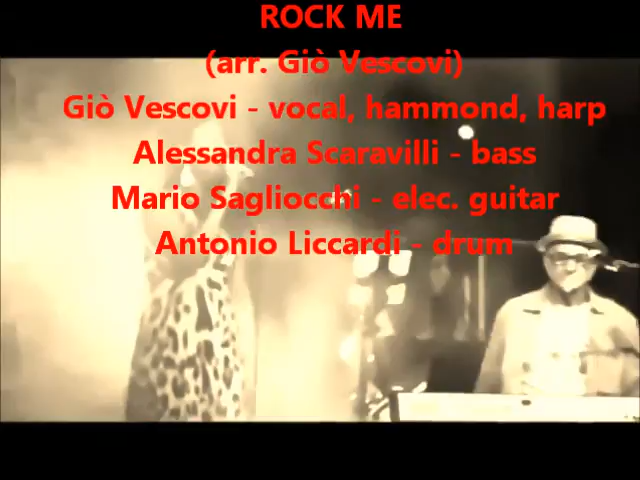 ROCK ME
(arr. Giò Vescovi)
Giò Vescovi - vocal, hammond, harp
Alessandra Scaravilli - bass
Mario Sagliocchi - elec. guitar
Antonio Liccardi - drum